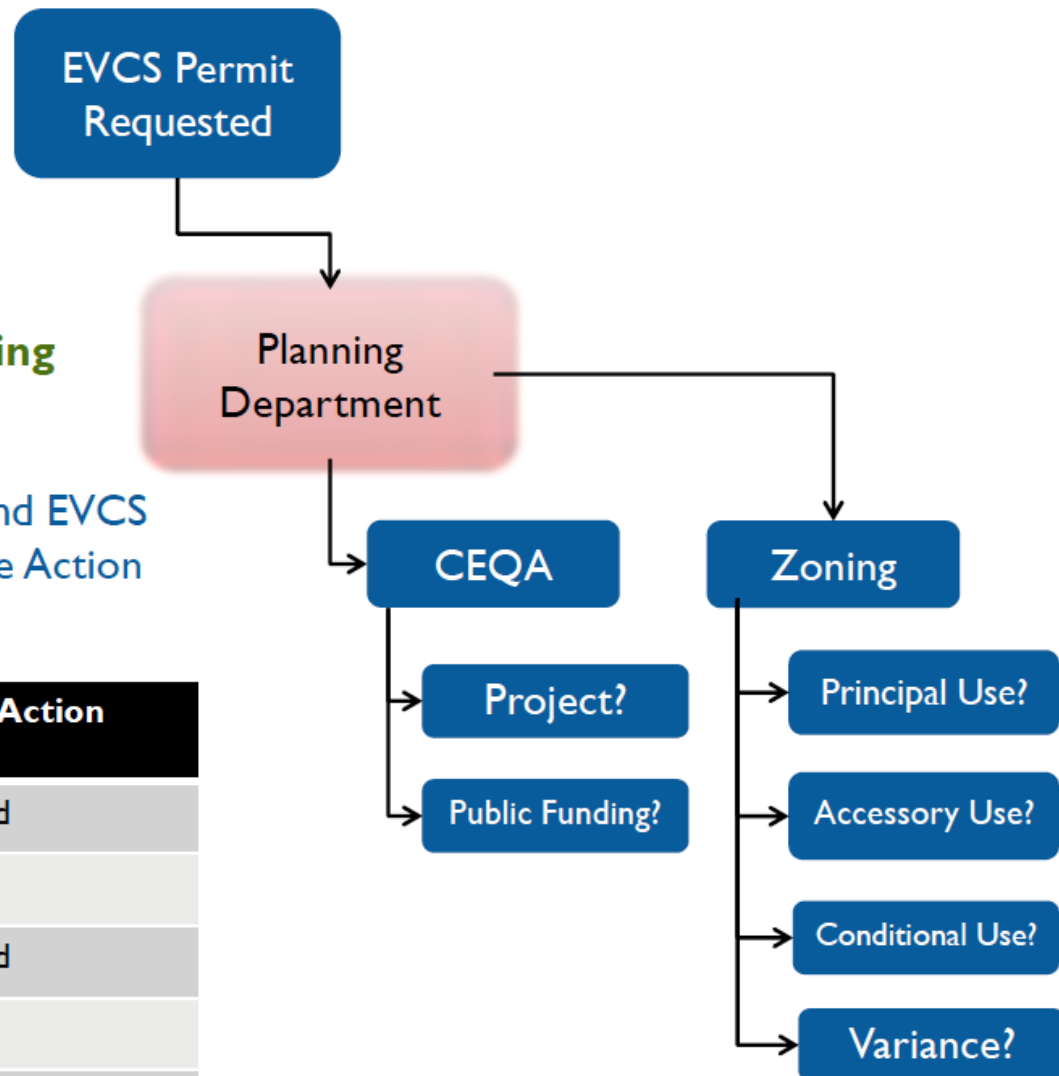 EVCS Permit
Requested
Planning
Department
ing
nd EVCS
e Action
CEQA
Zoning
Project?
Principal Use?
Action
Public Funding?
Accessory Use?
d
Conditional Use?
d
Variance?